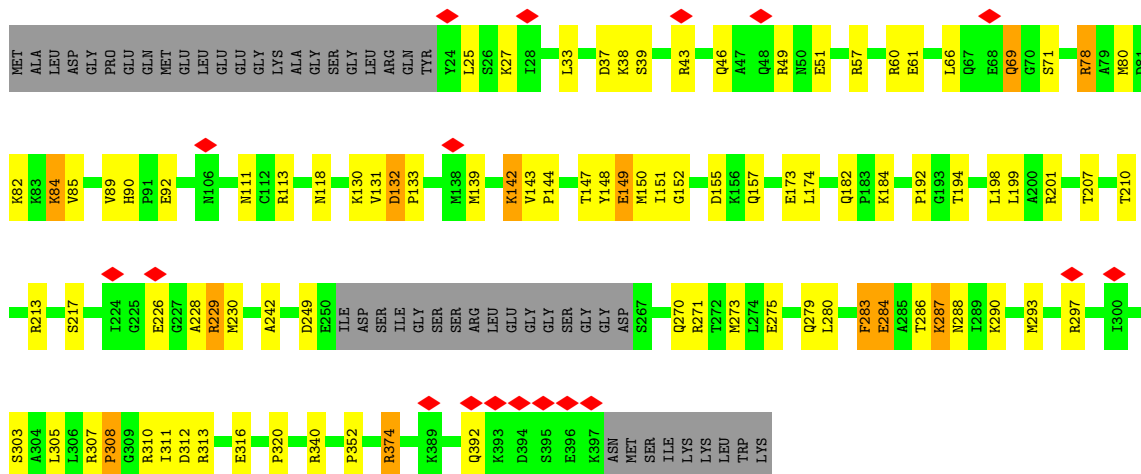 MET ALA LEU ASP GLY PRO GLU GLN MET GLU LEU GLU GLU GLY LYS ALA GLY SER GLY LEU ARG GLN TYR Y24 L25 S26 K27 I28 L33 D37 K38 S39 R43 Q46 A47 Q48 R49 N50 E51 R57 R60 E61 L66 Q67 E68 Q69 G70 S71 R78 A79 M80 D81
K82 K83 K84 V85 V89 H90 P91 E92 N106 N111 C112 R113 N118 K130 V131 D132 P133 M138 M139 K142 V143 P144 T147 Y148 E149 M150 I151 G152 D155 K156 Q157 E173 L174 Q182 P183 K184 P192 G193 T194 L198 L199 A200 R201 T207 T210
R213 S217 I224 G225 E226 G227 A228 R229 M230 A242 D249 E250 ILE ASP SER ILE GLY SER SER ARG LEU GLU GLY GLY SER GLY GLY ASP S267 Q270 R271 T272 M273 L274 E275 Q279 L280 F283 E284 A285 T286 K287 N288 I289 K290 M293 R297 I300
S303 A304 L305 L306 R307 P308 G309 R310 I311 D312 R313 E316 P320 R340 P352 R374 K389 Q392 K393 D394 S395 E396 K397 ASN MET SER ILE LYS LYS LEU TRP LYS